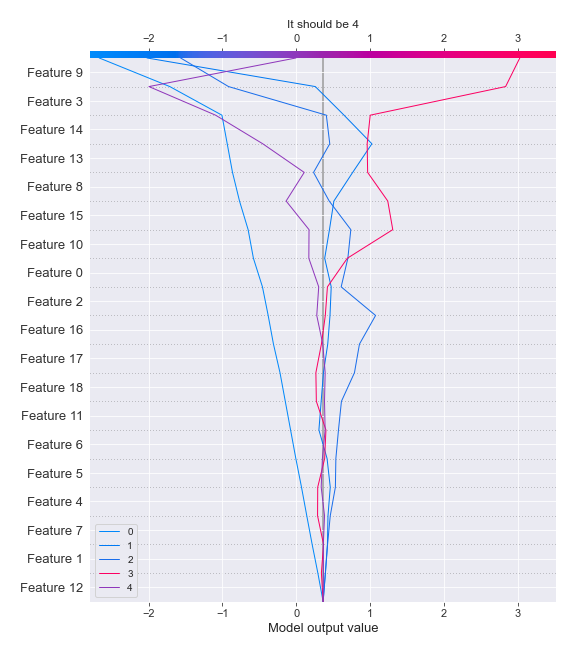 It should be 4
−2 −1 0 1 2 3
Feature 9
Feature 3
Feature 14
Feature 13
Feature 8
Feature 15
Feature 10
Feature 0
Feature 2
Feature 16
Feature 17
Feature 18
Feature 11
Feature 6
Feature 5
Feature 4
Feature 7
Feature 1
Feature 12
0
1
2
3
4
−2 −1 0 1 2 3
Model output value